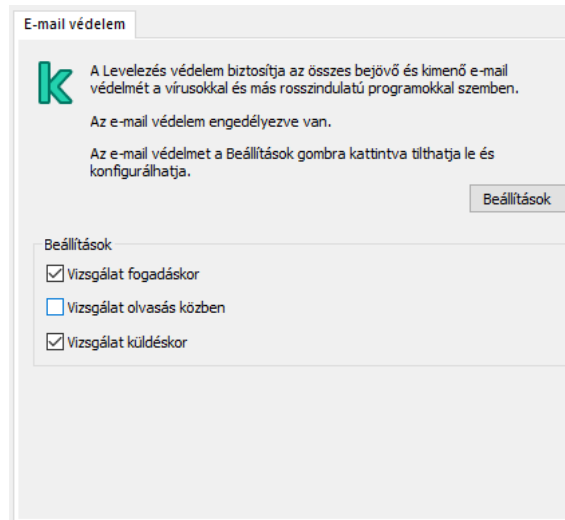 E-mail védelem
A Levelezés védelem biztosítja az összes bejövő és kimenő e-mail
védelmét a vírusokkal és más rosszindulatú programokkal szemben.
Az e-mail védelem engedélyezve van.
Az e-mail védelmet a Beállítások gombra kattintva tilthatja le és
konfigurálhatja.
Beállítások
Beállítások
Vizsgálat fogadáskor
Vizsgálat olvasás közben
Vizsgálat küldéskor